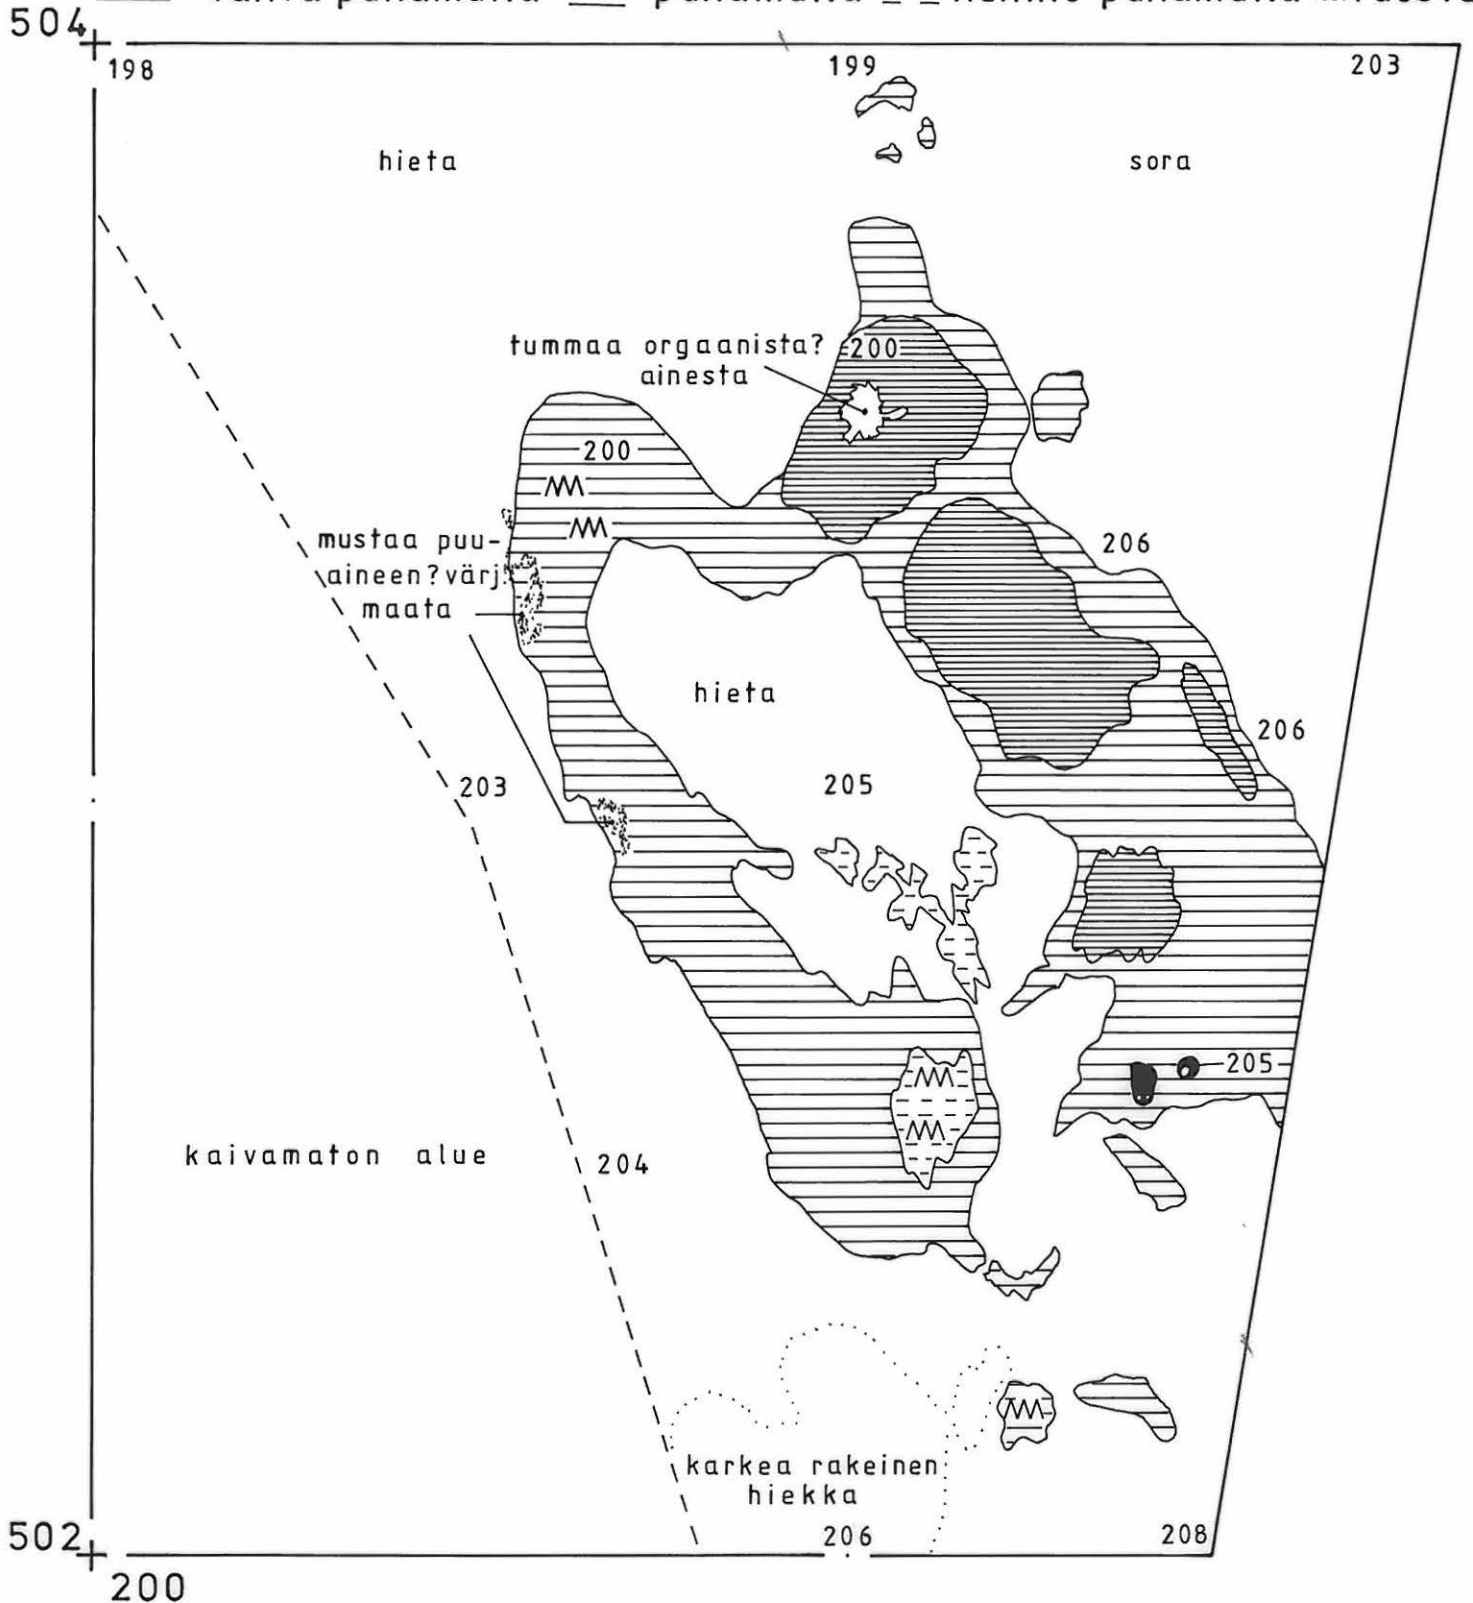 504
198
199
203
hieta
sora
tummaa orgaanista?
ainesta
200
200
mustaa puu-
aineen?värj.
maata
206
hieta
206
203
205
205
kaivamaton alue
204
karkea rakeinen
hiekka
502
206
208
200